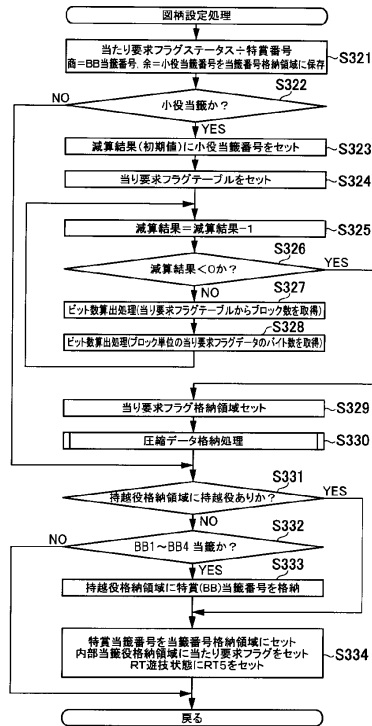 図柄設定処理
当たり要求フラグステータス÷特賞番号
商=BB当籤番号、余=小役当籤番号を当籤番号格納領域に保存
S321
S322
小役当籤か？
NO
YES
S323
減算結果(初期値)に小役当籤番号をセット
当り要求フラグテーブルをセット
S324
減算結果=減算結果-1
S325
S326
減算結果<0か？
YES
NO
S327
ビット数算出処理(当り要求フラグテーブルからブロック数を取得)
S328
ビット数算出処理(ブロック単位の当り要求フラグデータのバイト数を取得)
当り要求フラグ格納領域セット
S329
圧縮データ格納処理
S330
S331
持越役格納領域に持越役ありか？
YES
NO
S332
BB1～BB4 当籤か？
NO
YES
S333
持越役格納領域に特賞(BB)当籤番号を格納
特賞当籤番号を当籤番号格納領域にセット
内部当籤役格納領域に当たり要求フラグをセット
RT遊技状態にRT5をセット
S334
戻る